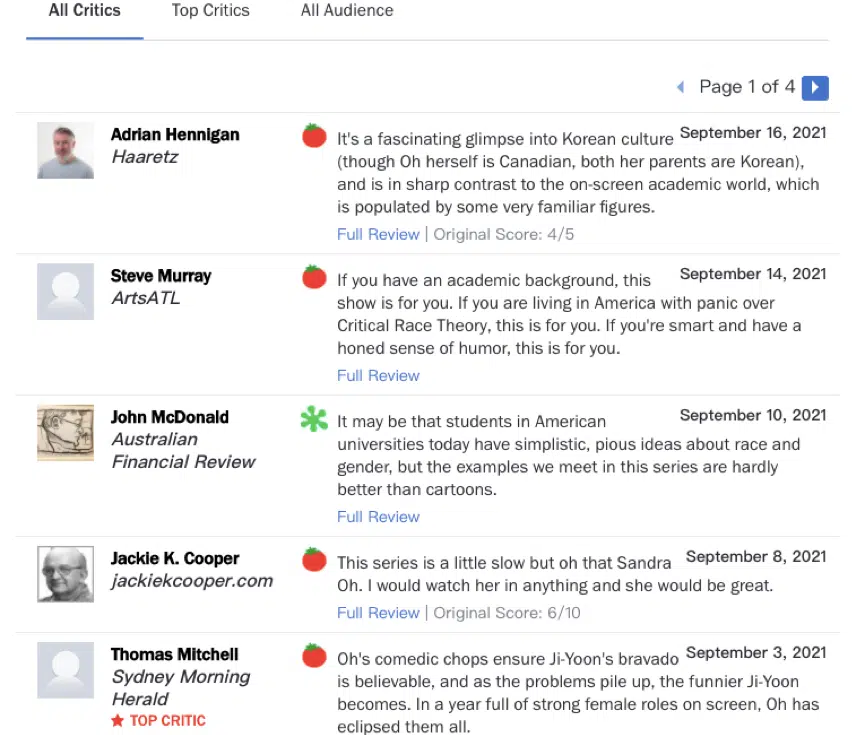 All Critics Top Critics All Audience
Page 1 of 4
Adrian Hennigan
Haaretz
It's a fascinating glimpse into Korean culture September 16, 2021
(though Oh herself is Canadian, both her parents are Korean),
and is in sharp contrast to the on-screen academic world, which
is populated by some very familiar figures.
Full Review | Original Score: 4/5
Steve Murray
ArtsATL
If you have an academic background, this September 14, 2021
show is for you. If you are living in America with panic over
Critical Race Theory, this is for you. If you're smart and have a
honed sense of humor, this is for you.
Full Review
John McDonald
Australian
Financial Review
It may be that students in American September 10, 2021
universities today have simplistic, pious ideas about race and
gender, but the examples we meet in this series are hardly
better than cartoons.
Full Review
Jackie K. Cooper
jackiekcooper.com
This series is a little slow but oh that Sandra September 8, 2021
Oh. I would watch her in anything and she would be great.
Full Review | Original Score: 6/10
Thomas Mitchell
Sydney Morning
Herald
TOP CRITIC
Oh's comedic chops ensure Ji-Yoon's bravado September 3, 2021
is believable, and as the problems pile up, the funnier Ji-Yoon
becomes. In a year full of strong female roles on screen, Oh has
eclipsed them all.